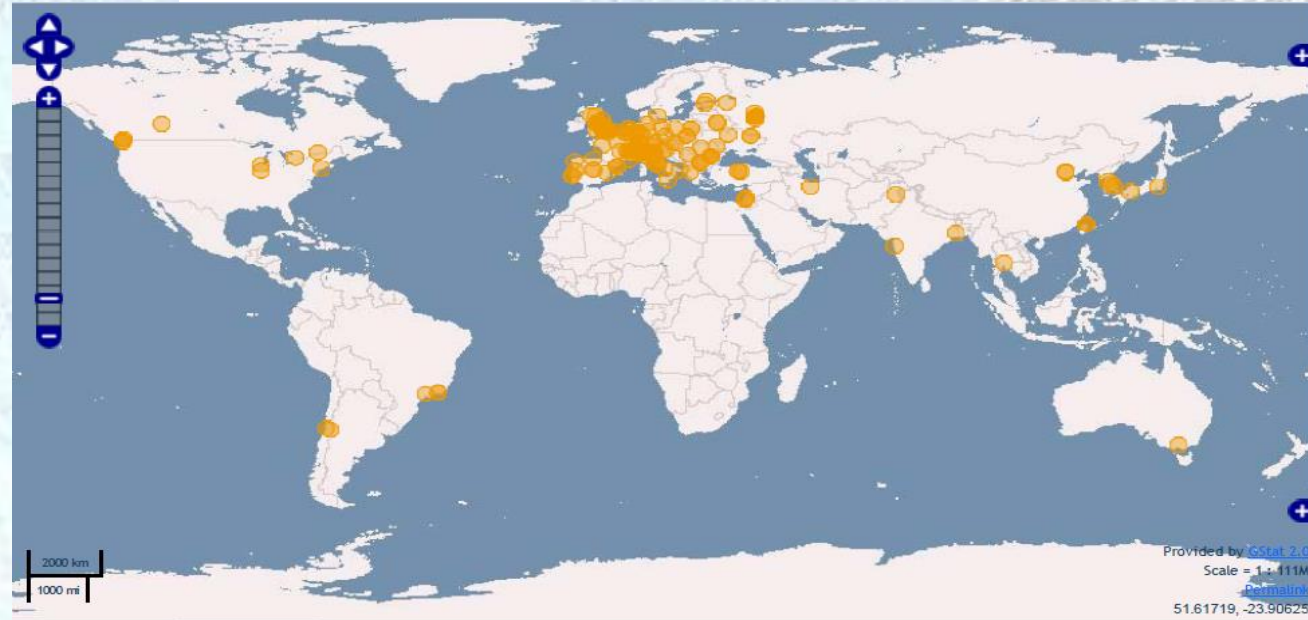 2000 km
1000 mi
Provided by GStat 2.0
Scale = 1 : 111M
Permalink
51.61719, -23.90625